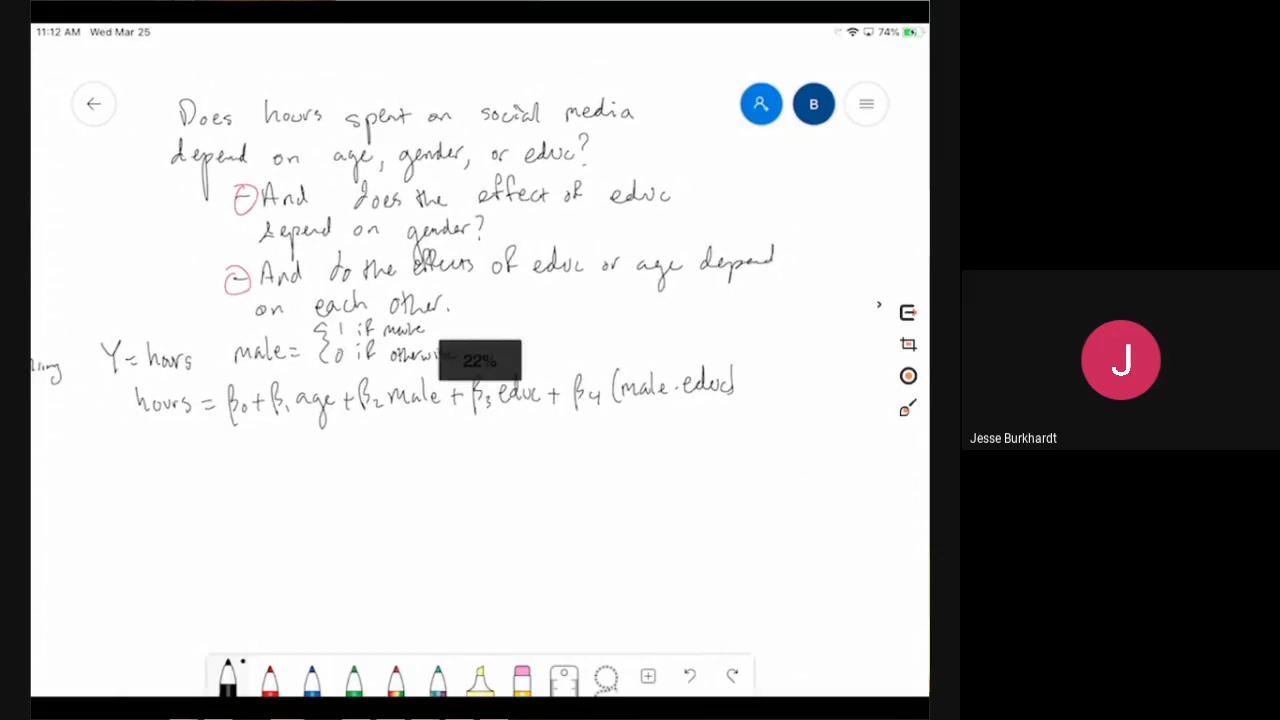 11:12 AM Wed Mar 25
74%
B
Does hours spent on social media
depend on age, gender, or educ?
- And does the effect of educ
depend on gender?
- And do the effects of educ or age depend
on each other.
Y = hours male = { 1 if male
0 if otherwise
22%
hours = β0 + β1 age + β2 male + β3 educ + β4 (male · educ)
J
Jesse Burkhardt